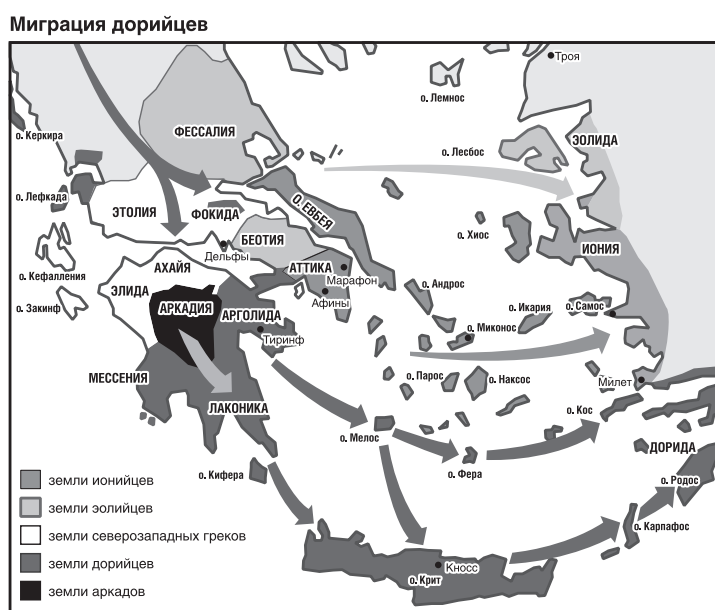 Миграция дорийцев
Троя
о. Лемнос
ФЕССАЛИЯ
о. Керкира
о. Лесбос
ЭОЛИДА
о. Лефкада
ЭТОЛИЯ
ФОКИДА
О. ЕВБЕЯ
БЕОТИЯ
о. Хиос
ИОНИЯ
Дельфы
о. Кефалления
АХАЙЯ
АТТИКА
Марафон
о. Андрос
ЭЛИДА
о. Закинф
АРКАДИЯ
АРГОЛИДА
Афины
о. Икария
о. Самос
Тиринф
о. Миконос
МЕССЕНИЯ
о. Парос
о. Наксос
Милет
ЛАКОНИКА
о. Кос
о. Мелос
ДОРИДА
о. Кифера
о. Фера
о. Родос
о. Карпафос
Кносс
о. Крит
земли ионийцев
земли эолийцев
земли северозападных греков
земли дорийцев
земли аркадов